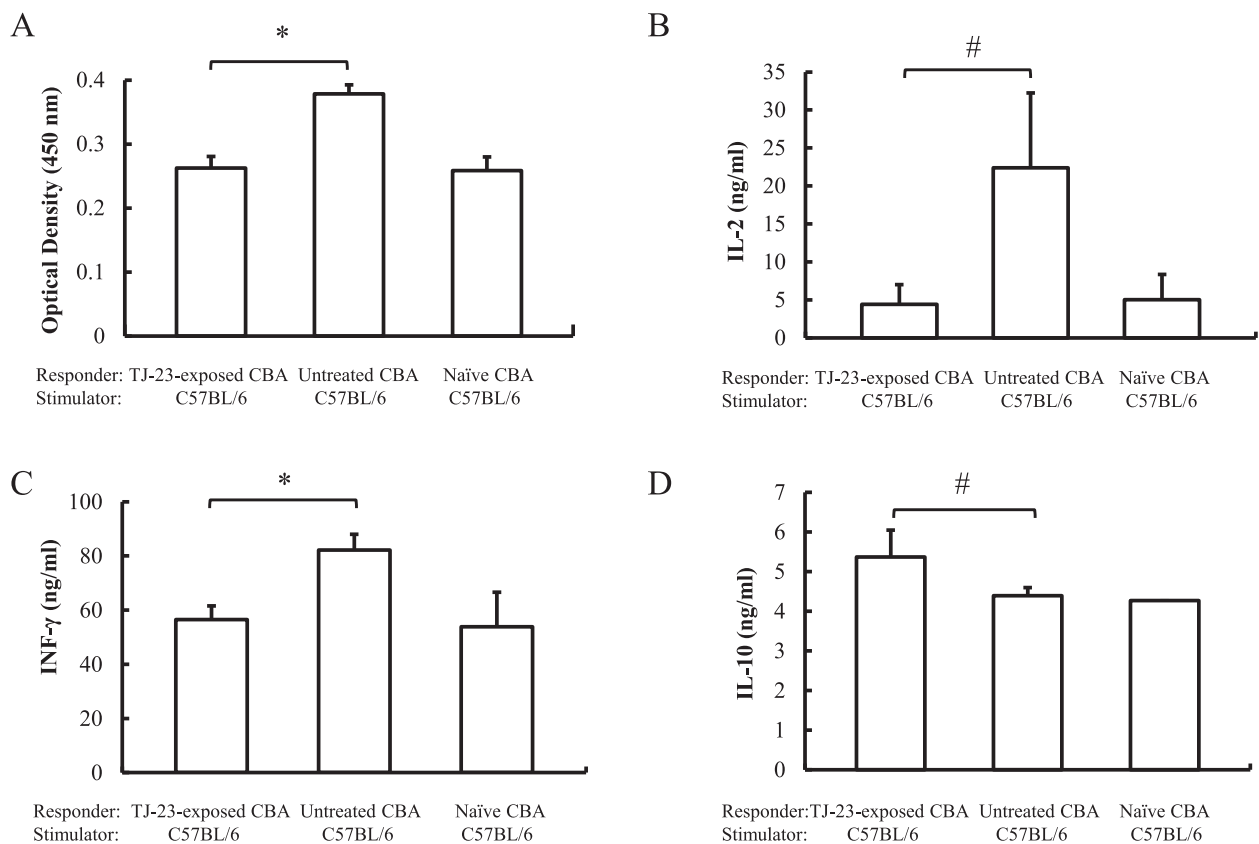 A
*
Optical Density (450 nm)
0.4
0.3
0.2
0.1
0
Responder: TJ-23-exposed CBA Untreated CBA Naïve CBA
Stimulator: C57BL/6 C57BL/6 C57BL/6
B
#
IL-2 (ng/ml)
35
30
25
20
15
10
5
0
Responder: TJ-23-exposed CBA Untreated CBA Naïve CBA
Stimulator: C57BL/6 C57BL/6 C57BL/6
C
*
INF-γ (ng/ml)
100
80
60
40
20
0
Responder: TJ-23-exposed CBA Untreated CBA Naïve CBA
Stimulator: C57BL/6 C57BL/6 C57BL/6
D
#
IL-10 (ng/ml)
7
6
5
4
3
2
1
0
Responder:TJ-23-exposed CBA Untreated CBA Naïve CBA
Stimulator: C57BL/6 C57BL/6 C57BL/6